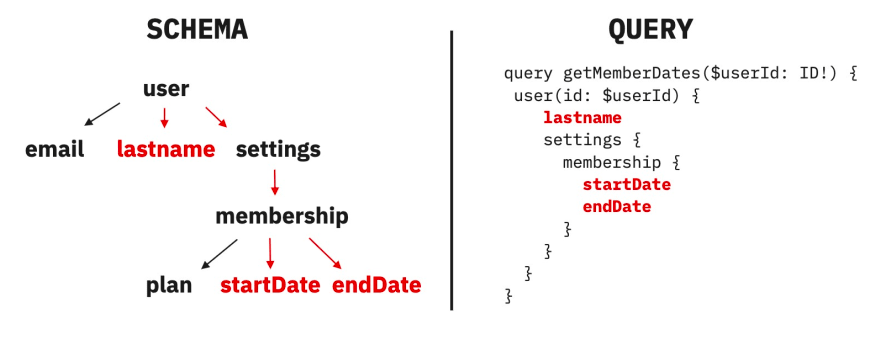 SCHEMA
user
email lastname settings
membership
plan startDate endDate
QUERY
query getMemberDates($userId: ID!) {
user(id: $userId) {
lastname
settings {
membership {
startDate
endDate
}
}
}
}